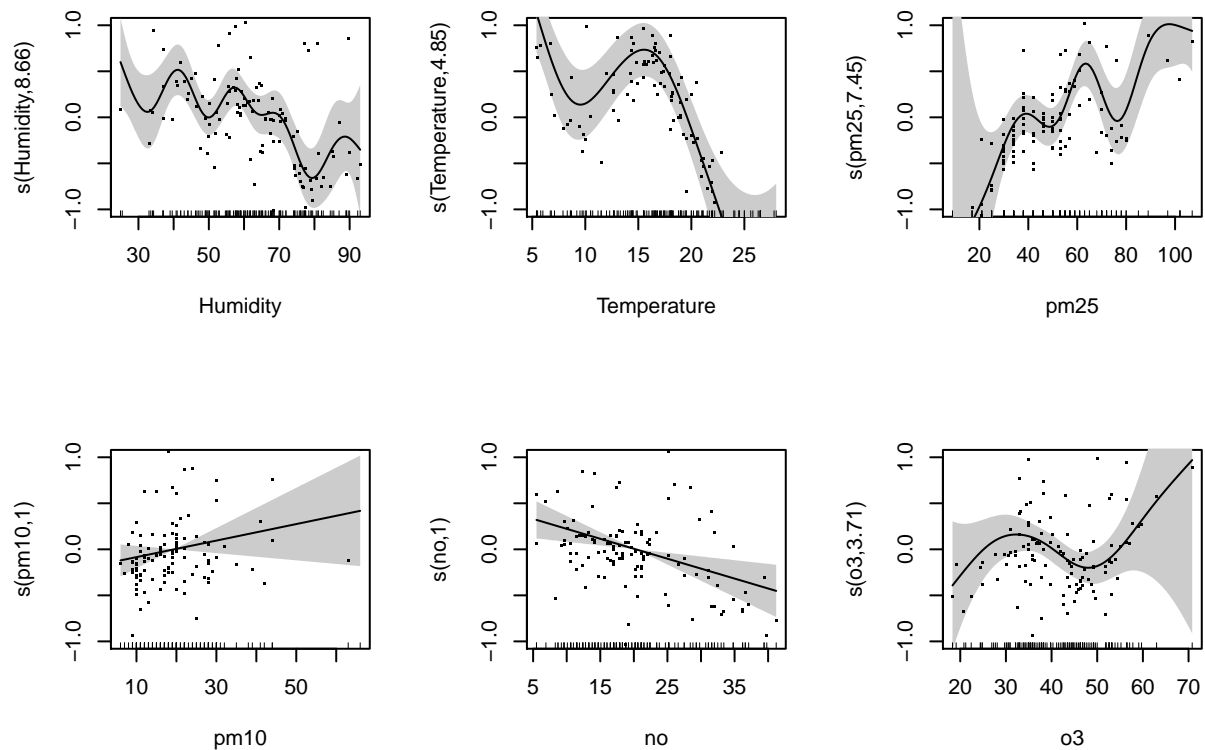 s(Humidity,8.66)
−1.0 0.0 1.0
30 50 70 90
Humidity
s(Temperature,4.85)
−1.0 0.0 1.0
5 10 15 20 25
Temperature
s(pm25,7.45)
−1.0 0.0 1.0
20 40 60 80 100
pm25
s(pm10,1)
−1.0 0.0 1.0
10 30 50
pm10
s(no,1)
−1.0 0.0 1.0
5 15 25 35
no
s(o3,3.71)
−1.0 0.0 1.0
20 30 40 50 60 70
o3